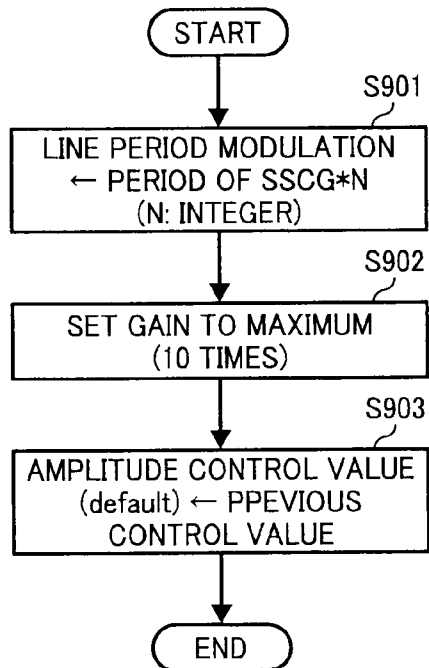 START
S901
LINE PERIOD MODULATION
← PERIOD OF SSCG*N
(N: INTEGER)
S902
SET GAIN TO MAXIMUM
(10 TIMES)
S903
AMPLITUDE CONTROL VALUE
(default) ← PPEVIOUS
CONTROL VALUE
END